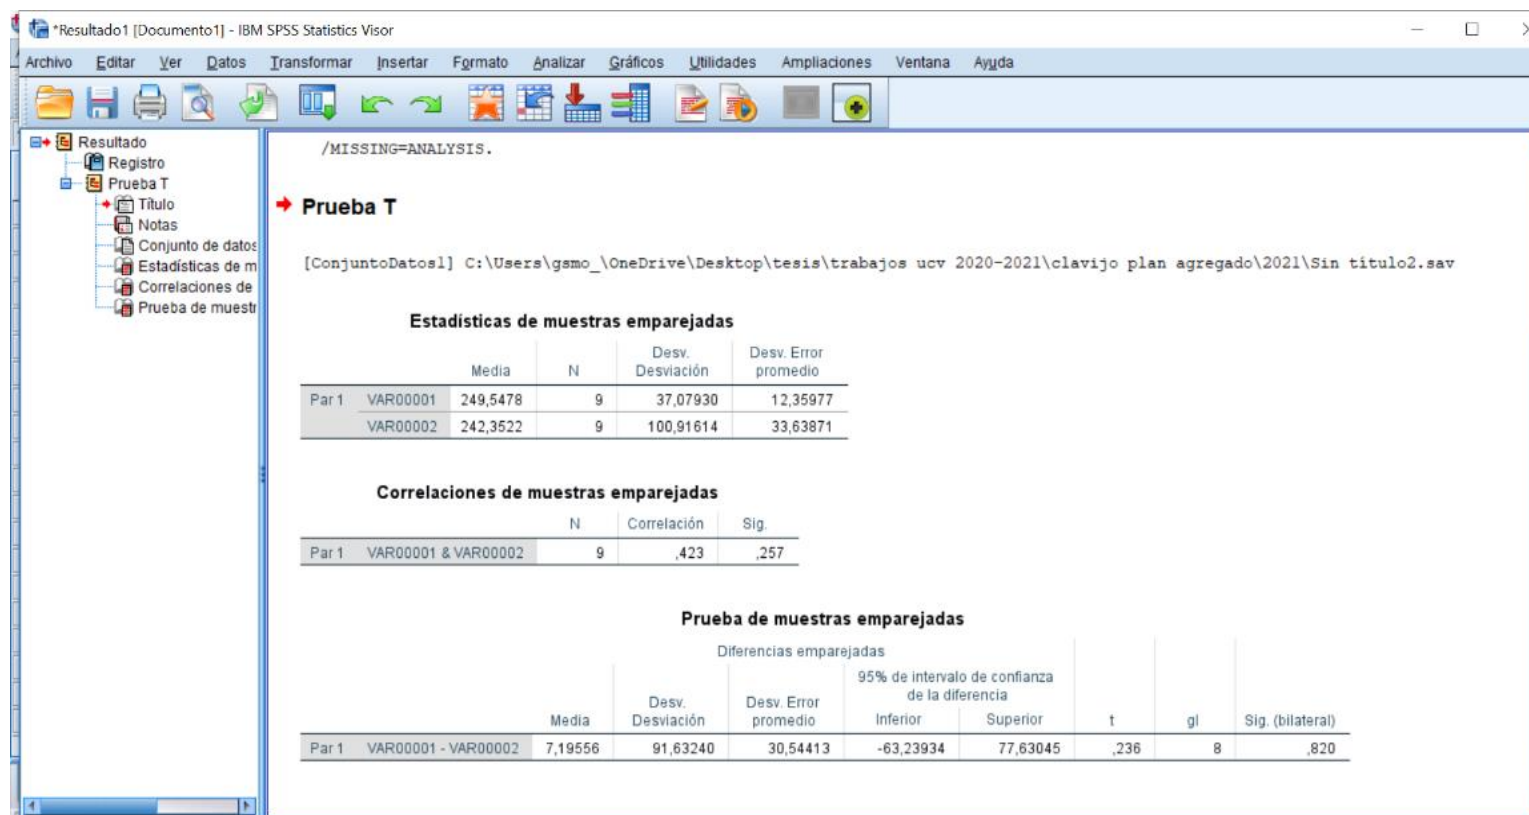 *Resultado1 [Documento1] - IBM SPSS Statistics Visor
Archivo Editar Ver Datos Transformar Insertar Formato Analizar Gráficos Utilidades Ampliaciones Ventana Ayuda
Resultado
Registro
Prueba T
Título
Notas
Conjunto de datos
Estadísticas de m
Correlaciones de
Prueba de muestr
/MISSING=ANALYSIS.
Prueba T
[ConjuntoDatos1] C:\Users\gsmo_\OneDrive\Desktop\tesis\trabajos ucv 2020-2021\clavijo plan agregado\2021\Sin título2.sav
Estadísticas de muestras emparejadas
Media N Desv. Desviación Desv. Error promedio
Par 1 VAR00001 249,5478 9 37,07930 12,35977
VAR00002 242,3522 9 100,91614 33,63871
Correlaciones de muestras emparejadas
N Correlación Sig.
Par 1 VAR00001 & VAR00002 9 ,423 ,257
Prueba de muestras emparejadas
Diferencias emparejadas
95% de intervalo de confianza de la diferencia
Media Desv. Desviación Desv. Error promedio Inferior Superior t gl Sig. (bilateral)
Par 1 VAR00001 - VAR00002 7,19556 91,63240 30,54413 -63,23934 77,63045 ,236 8 ,820